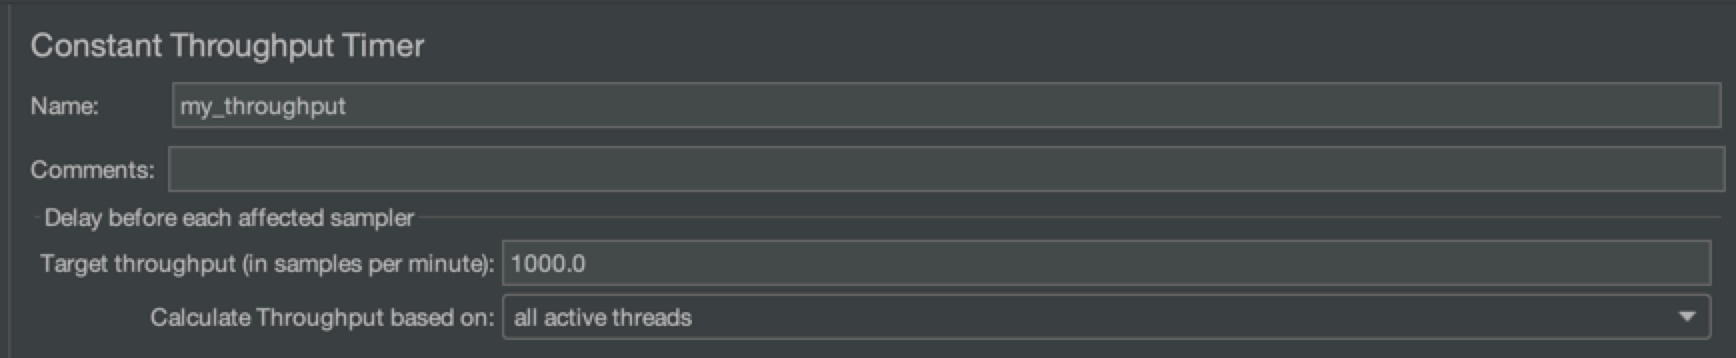 Constant Throughput Timer
Name: my_throughput
Comments:
Delay before each affected sampler
Target throughput (in samples per minute): 1000.0
Calculate Throughput based on: all active threads